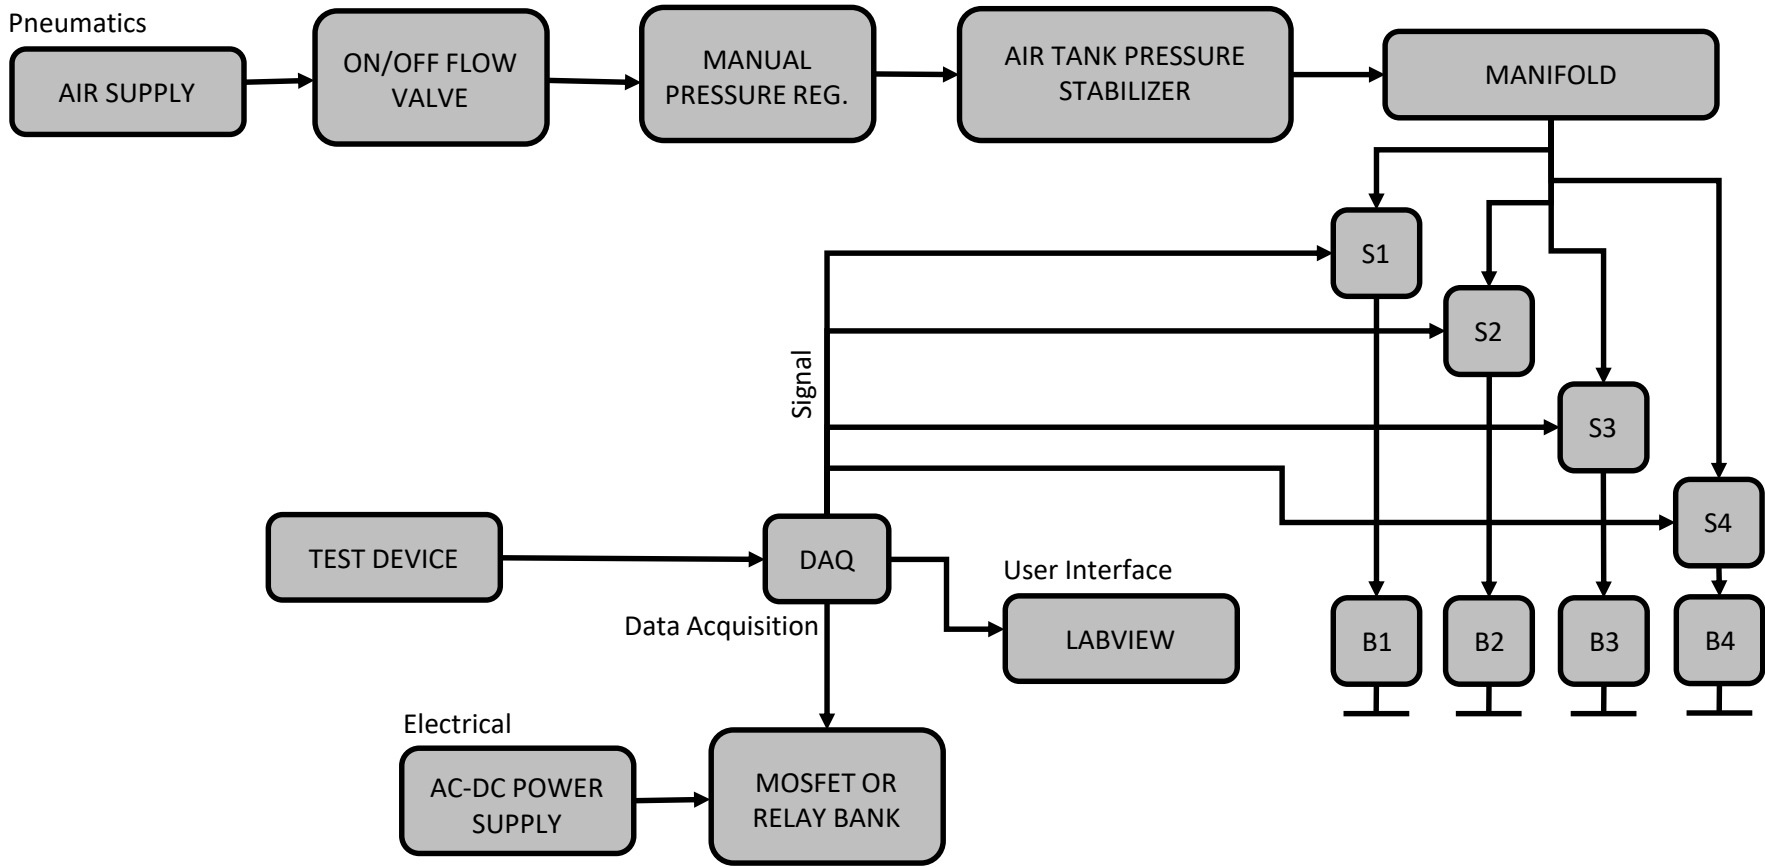 Pneumatics
AIR SUPPLY
ON/OFF FLOW
VALVE
MANUAL
PRESSURE REG.
AIR TANK PRESSURE
STABILIZER
MANIFOLD
S1
S2
Signal
S3
S4
TEST DEVICE
DAQ
User Interface
LABVIEW
Data Acquisition
B1
B2
B3
B4
Electrical
AC-DC POWER
SUPPLY
MOSFET OR
RELAY BANK